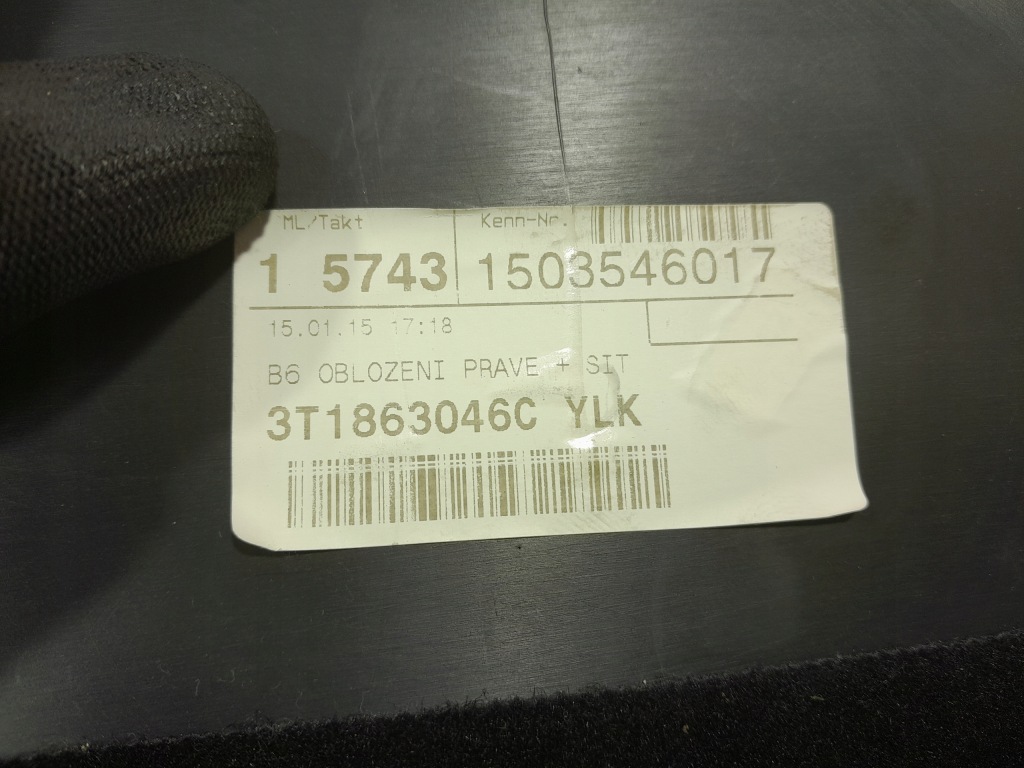 ML/Takt Kenn-Nr.
1 5743 1503546017
15.01.15 17:18
B6 OBLOZENI PRAVE + SIT
3T1863046C YLK